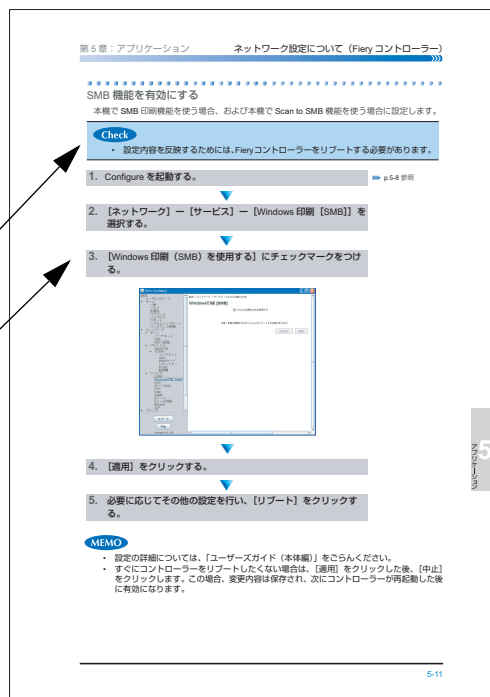 第5章：アプリケーション　ネットワーク設定について（Fiery コントローラー）
SMB 機能を有効にする
本機で SMB 印刷機能を使う場合、および本機で Scan to SMB 機能を使う場合に設定します。
Check
・ 設定内容を反映するためには、Fieryコントローラーをリブートする必要があります。
1. Configure を起動する。
p.5-8 参照
2. ［ネットワーク］ー［サービス］ー［Windows 印刷［SMB]］を
選択する。
3. ［Windows 印刷（SMB）を使用する］にチェックマークをつけ
る。
Windows印刷 [SMB]
4. ［適用］をクリックする。
5. 必要に応じてその他の設定を行い、［リブート］をクリックす
る。
MEMO
・ 設定の詳細については、「ユーザーズガイド（本体編）」をごらんください。
・ すぐにコントローラーをリブートしたくない場合は、［適用］をクリックした後、［中止］
をクリックします。この場合、変更内容は保存され、次にコントローラーが再起動した後
に有効になります。
5
アプリケーション
5-11